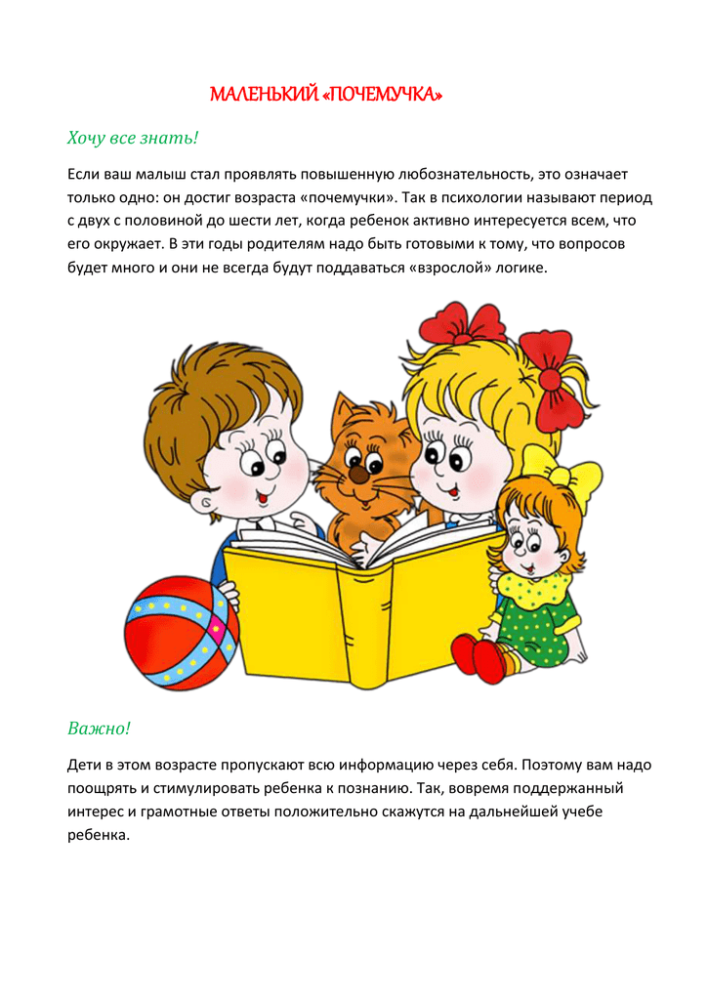 МАЛЕНЬКИЙ «ПОЧЕМУЧКА»
Хочу все знать!
Если ваш малыш стал проявлять повышенную любознательность, это означает
только одно: он достиг возраста «почемучки». Так в психологии называют период
с двух с половиной до шести лет, когда ребенок активно интересуется всем, что
его окружает. В эти годы родителям надо быть готовыми к тому, что вопросов
будет много и они не всегда будут поддаваться «взрослой» логике.
Важно!
Дети в этом возрасте пропускают всю информацию через себя. Поэтому вам надо
поощрять и стимулировать ребенка к познанию. Так, вовремя поддержанный
интерес и грамотные ответы положительно скажутся на дальнейшей учебе
ребенка.